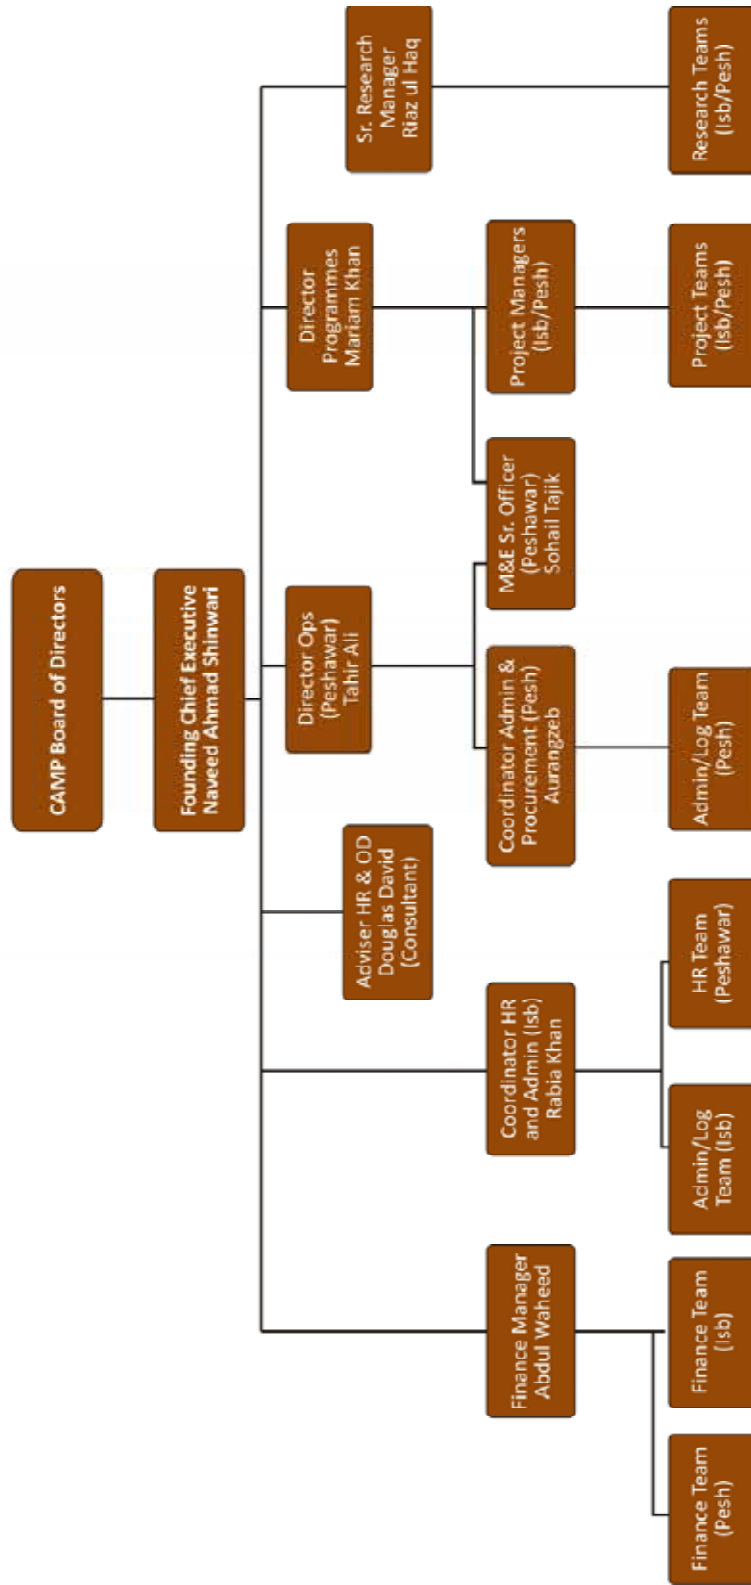 CAMP Board of Directors
Founding Chief Executive
Naveed Ahmad Shinwari
Finance Manager
Abdul Waheed
Coordinator HR
and Admin (Isb)
Rabia Khan
Adviser HR & OD
Douglas David
(Consultant)
Director Ops
(Peshawar)
Tahir Ali
Director
Programmes
Mariam Khan
Sr. Research
Manager
Riaz ul Haq
Coordinator Admin &
Procurement (Pesh)
Aurangzeb
M&E Sr. Officer
(Peshawar)
Sohail Tajik
Project Managers
(Isb/Pesh)
Finance Team
(Pesh)
Finance Team
(Isb)
Admin/Log
Team (Isb)
HR Team
(Peshawar)
Admin/Log Team
(Pesh)
Project Teams
(Isb/Pesh)
Research Teams
(Isb/Pesh)